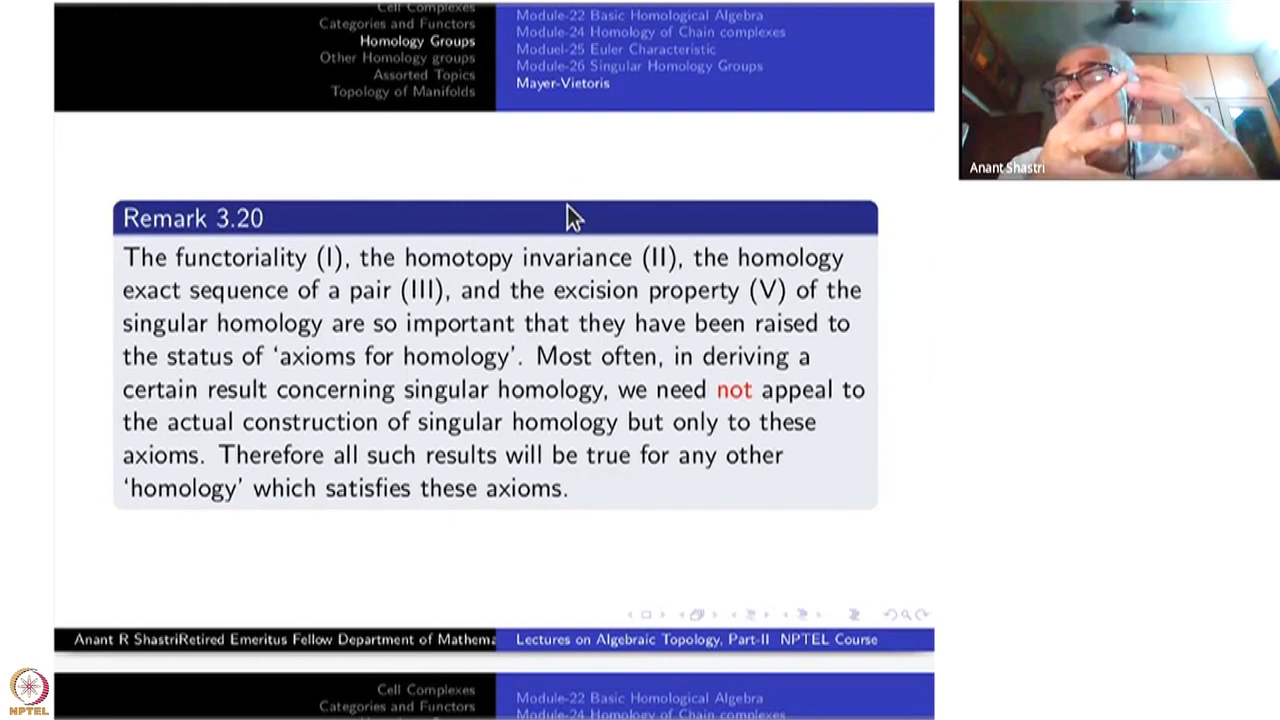 Cell Complexes
Categories and Functors
Homology Groups
Other Homology groups
Assorted Topics
Topology of Manifolds
Module-22 Basic Homological Algebra
Module-24 Homology of Chain complexes
Moduel-25 Euler Characteristic
Module-26 Singular Homology Groups
Mayer-Vietoris
Anant Shastri
Remark 3.20
The functoriality (I), the homotopy invariance (II), the homology
exact sequence of a pair (III), and the excision property (V) of the
singular homology are so important that they have been raised to
the status of ‘axioms for homology’. Most often, in deriving a
certain result concerning singular homology, we need not appeal to
the actual construction of singular homology but only to these
axioms. Therefore all such results will be true for any other
‘homology’ which satisfies these axioms.
Anant R ShastriRetired Emeritus Fellow Department of Mathema
Lectures on Algebraic Topology, Part-II NPTEL Course
Cell Complexes
Categories and Functors
Module-22 Basic Homological Algebra
Module-24 Homology of Chain complexes
NPTEL